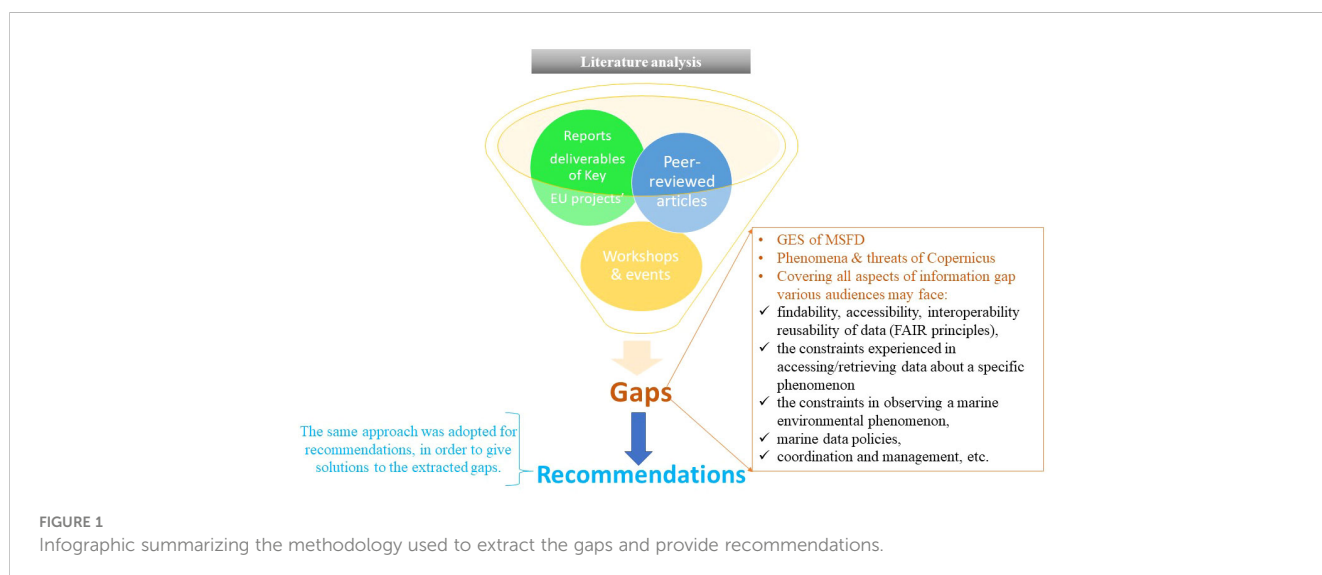 Literature analysis
Reports
deliverables
of Key
EU projects'
Peer-
reviewed
articles
Workshops
& events
Gaps
• GES of MSFD
• Phenomena & threats of Copernicus
• Covering all aspects of information gap
various audiences may face:
✓ findability, accessibility, interoperability
reusability of data (FAIR principles),
✓ the constraints experienced in
accessing/retrieving data about a specific
phenomenon
✓ the constraints in observing a marine
environmental phenomenon,
✓ marine data policies,
✓ coordination and management, etc.
The same approach was adopted for
recommendations, in order to give
solutions to the extracted gaps.
Recommendations
FIGURE 1
Infographic summarizing the methodology used to extract the gaps and provide recommendations.